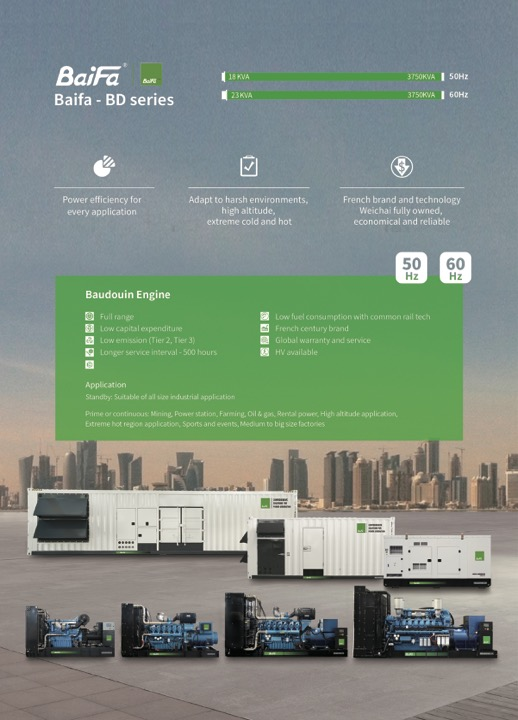 BaiFa®
BaiFa
Baifa - BD series
18 KVA 3750KVA 50Hz
23 KVA 3750KVA 60Hz
Power efficiency for
every application
Adapt to harsh environments,
high altitude,
extreme cold and hot
French brand and technology
Weichai fully owned,
economical and reliable
50
Hz
60
Hz
Baudouin Engine
Full range
Low capital expenditure
Low emission (Tier 2, Tier 3)
Longer service interval - 500 hours
Low fuel consumption with common rail tech
French century brand
Global warranty and service
HV available
Application
Standby: Suitable of all size industrial application
Prime or continuous: Mining, Power station, Farming, Oil & gas, Rental power, High altitude application,
Extreme hot region application, Sports and events, Medium to big size factories